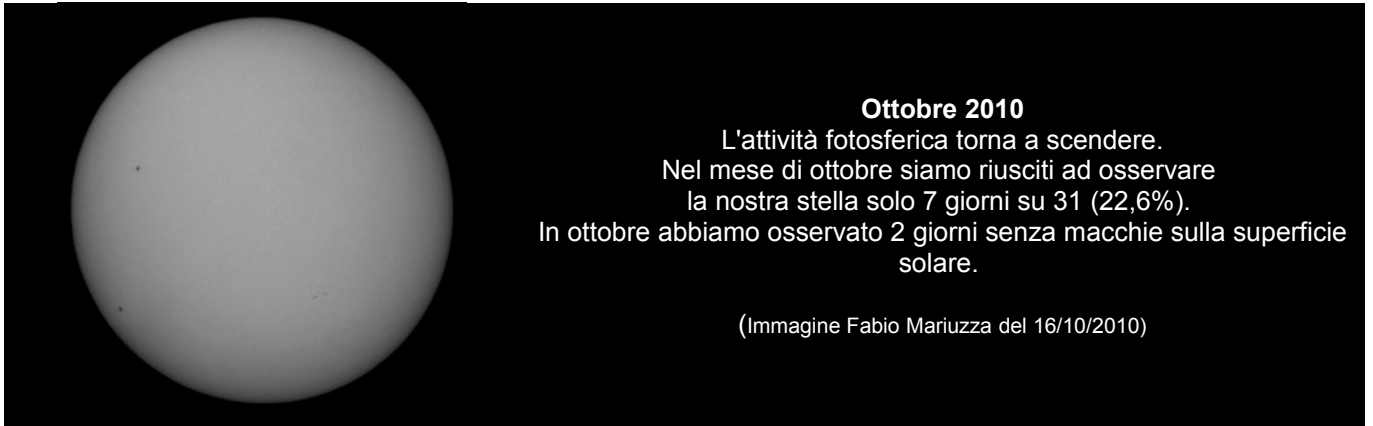 Ottobre 2010
L'attività fotosferica torna a scendere.
Nel mese di ottobre siamo riusciti ad osservare
la nostra stella solo 7 giorni su 31 (22,6%).
In ottobre abbiamo osservato 2 giorni senza macchie sulla superficie
solare.
(Immagine Fabio Mariuzza del 16/10/2010)